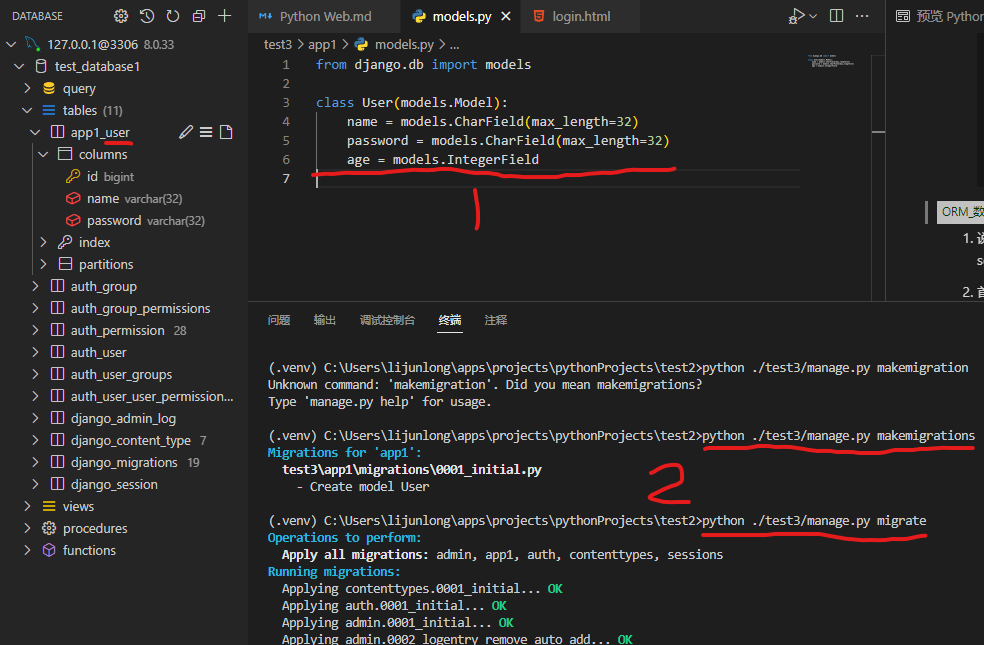 DATABASE
127.0.0.1@3306 8.0.33
test_database1
query
tables (11)
app1_user
columns
id bigint
name varchar(32)
password varchar(32)
index
partitions
auth_group
auth_group_permissions
auth_permission 28
auth_user
auth_user_groups
auth_user_user_permission...
django_admin_log
django_content_type 7
django_migrations 19
django_session
views
procedures
functions
Python Web.md
models.py
login.html
test3 > app1 > models.py > ...
1 from django.db import models
2
3 class User(models.Model):
4 name = models.CharField(max_length=32)
5 password = models.CharField(max_length=32)
6 age = models.IntegerField
7
1
问题 输出 调试控制台 终端 注释
(.venv) C:\Users\lijunlong\apps\projects\pythonProjects\test2>python ./test3/manage.py makemigration
Unknown command: 'makemigration'. Did you mean makemigrations?
Type 'manage.py help' for usage.
(.venv) C:\Users\lijunlong\apps\projects\pythonProjects\test2>python ./test3/manage.py makemigrations
Migrations for 'app1':
test3\app1\migrations\0001_initial.py
- Create model User
2
(.venv) C:\Users\lijunlong\apps\projects\pythonProjects\test2>python ./test3/manage.py migrate
Operations to perform:
Apply all migrations: admin, app1, auth, contenttypes, sessions
Running migrations:
Applying contenttypes.0001_initial... OK
Applying auth.0001_initial... OK
Applying admin.0001_initial... OK
Applying admin.0002_logentry_remove_auto_add... OK
预览 Python
ORM_数
1. 说
2. 首